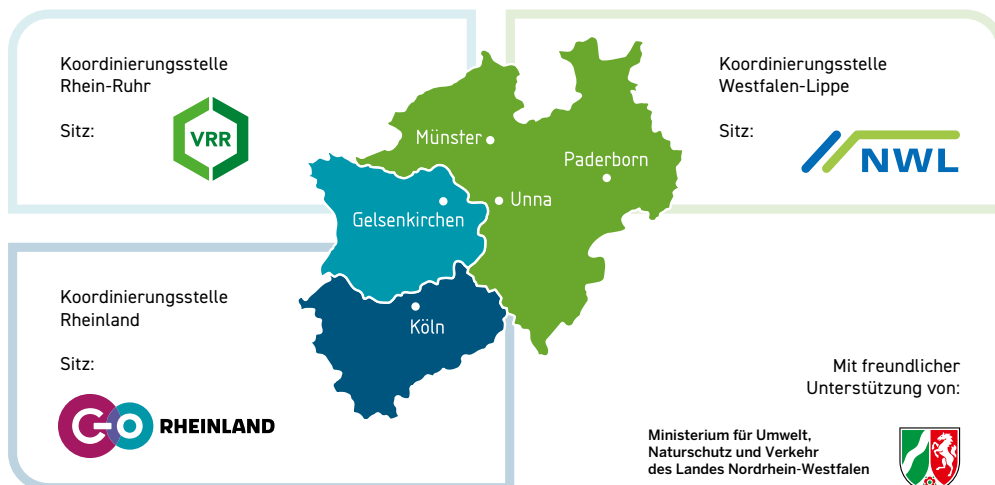 Koordinierungsstelle
Rhein-Ruhr
Sitz:
VRR
Koordinierungsstelle
Westfalen-Lippe
Sitz:
NWL
Münster
Paderborn
Unna
Gelsenkirchen
Köln
Koordinierungsstelle
Rheinland
Sitz:
GO RHEINLAND
Mit freundlicher
Unterstützung von:
Ministerium für Umwelt,
Naturschutz und Verkehr
des Landes Nordrhein-Westfalen